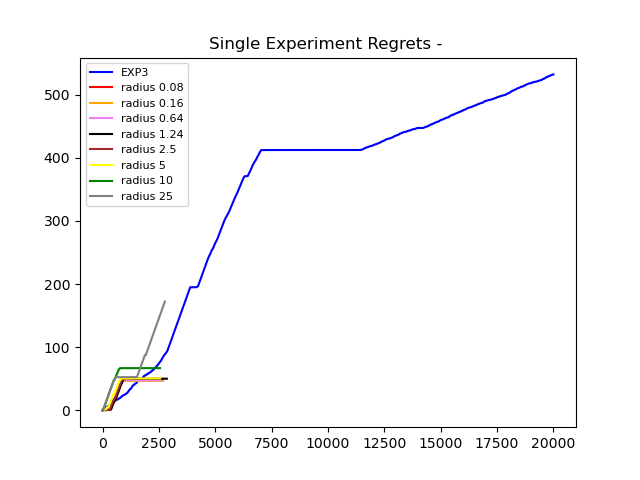 Single Experiment Regrets -
EXP3
radius 0.08
radius 0.16
radius 0.64
radius 1.24
radius 2.5
radius 5
radius 10
radius 25
500
400
300
200
100
0
0 2500 5000 7500 10000 12500 15000 17500 20000